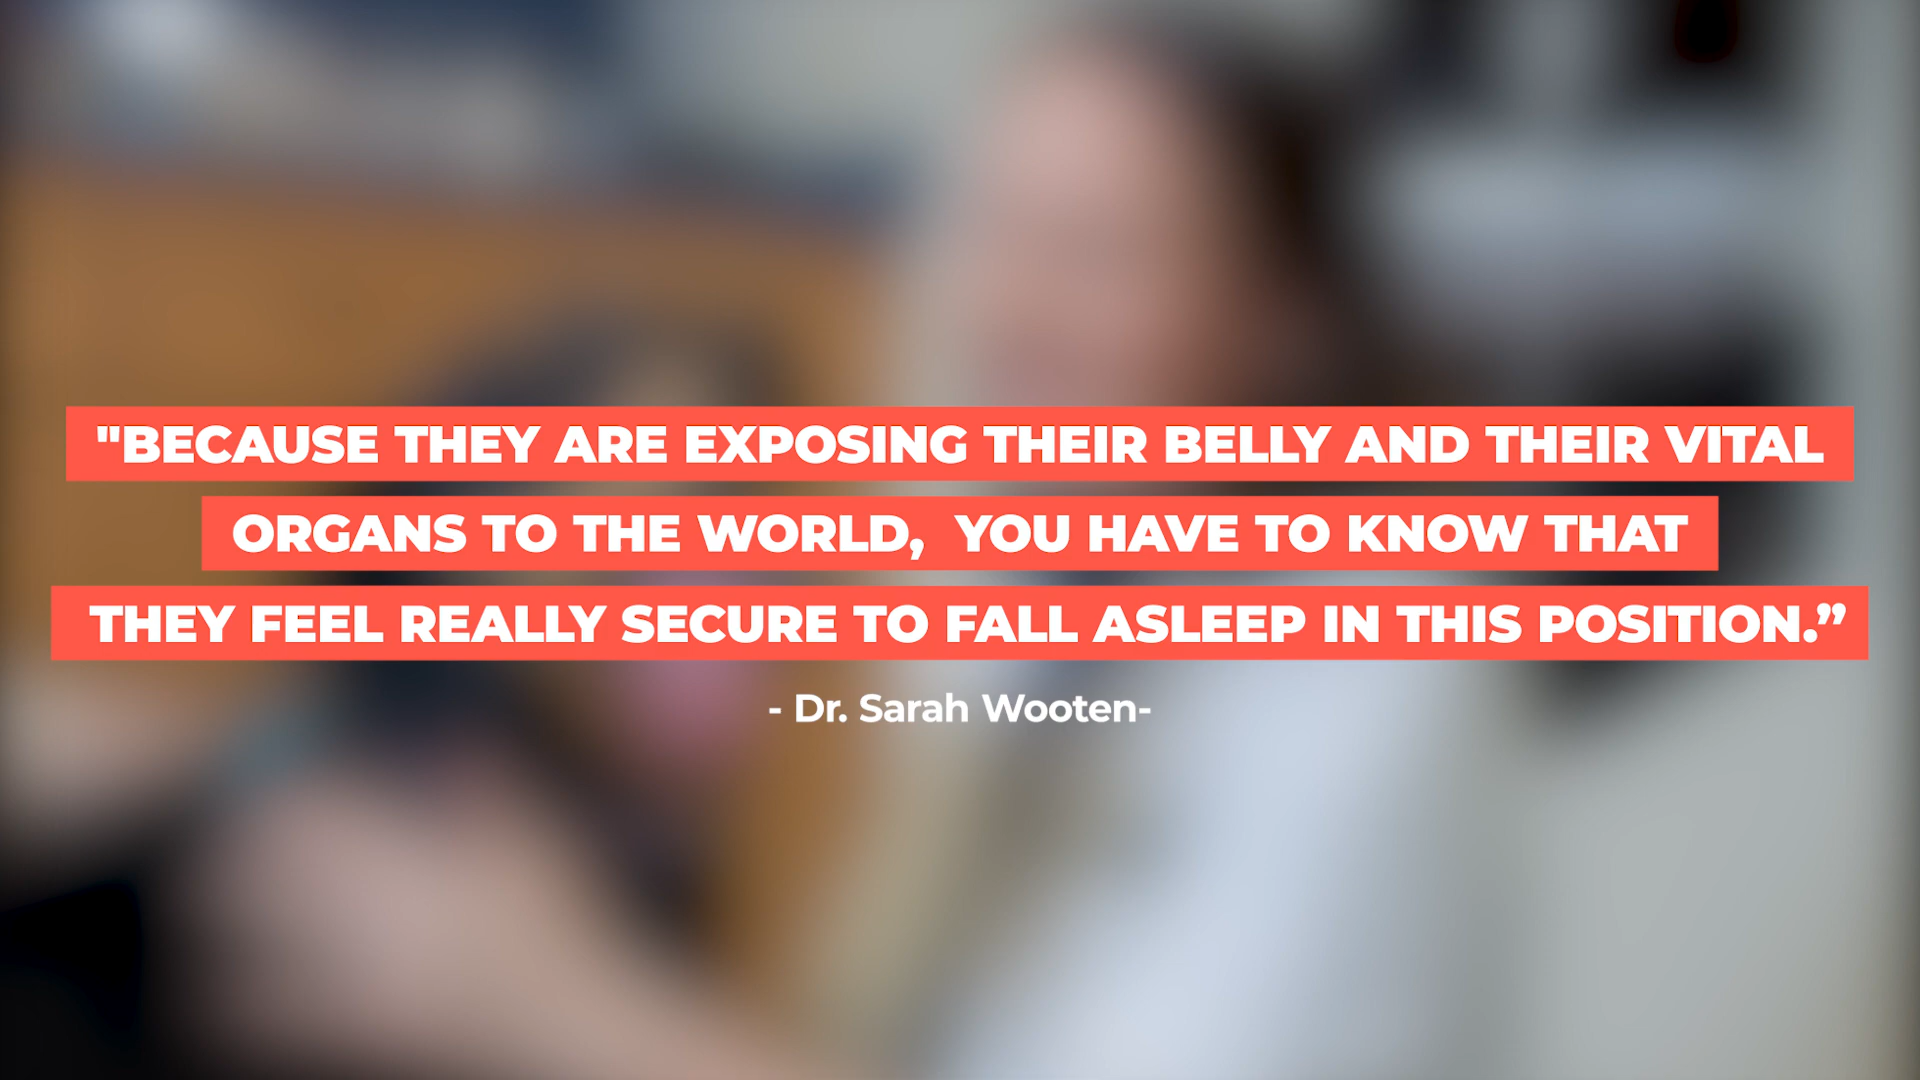 "BECAUSE THEY ARE EXPOSING THEIR BELLY AND THEIR VITAL
ORGANS TO THE WORLD,  YOU HAVE TO KNOW THAT
THEY FEEL REALLY SECURE TO FALL ASLEEP IN THIS POSITION.”
- Dr. Sarah Wooten-